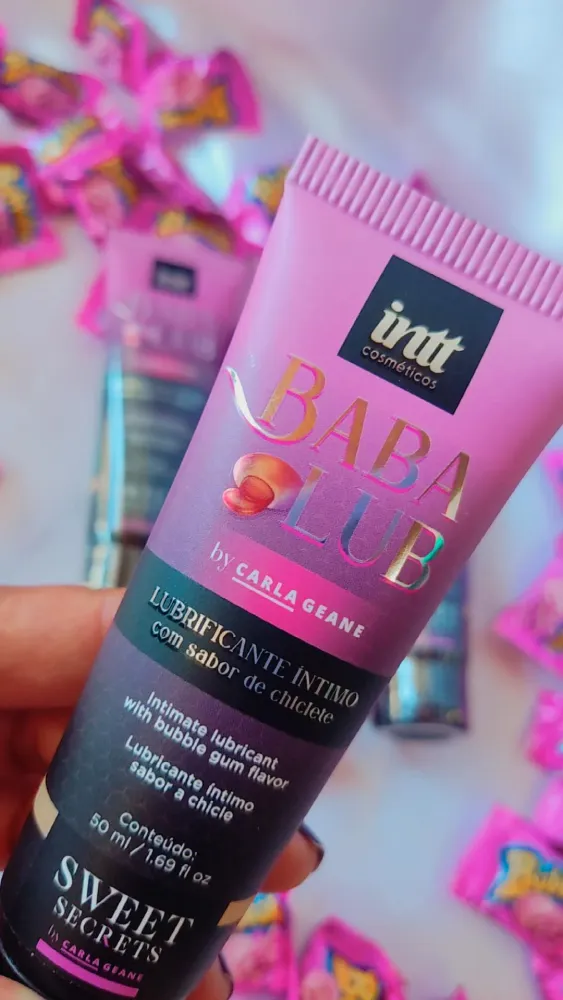 intt
cosméticos
BABA
LUB
by CARLA GEANE
LUBRIFICANTE ÍNTIMO
com sabor de chiclete
Intimate lubricant
with bubble gum flavor
Lubricante íntimo
sabor a chicle
Conteúdo:
50 ml / 1.69 fl oz
SWEET
SECRETS
by CARLA GEANE